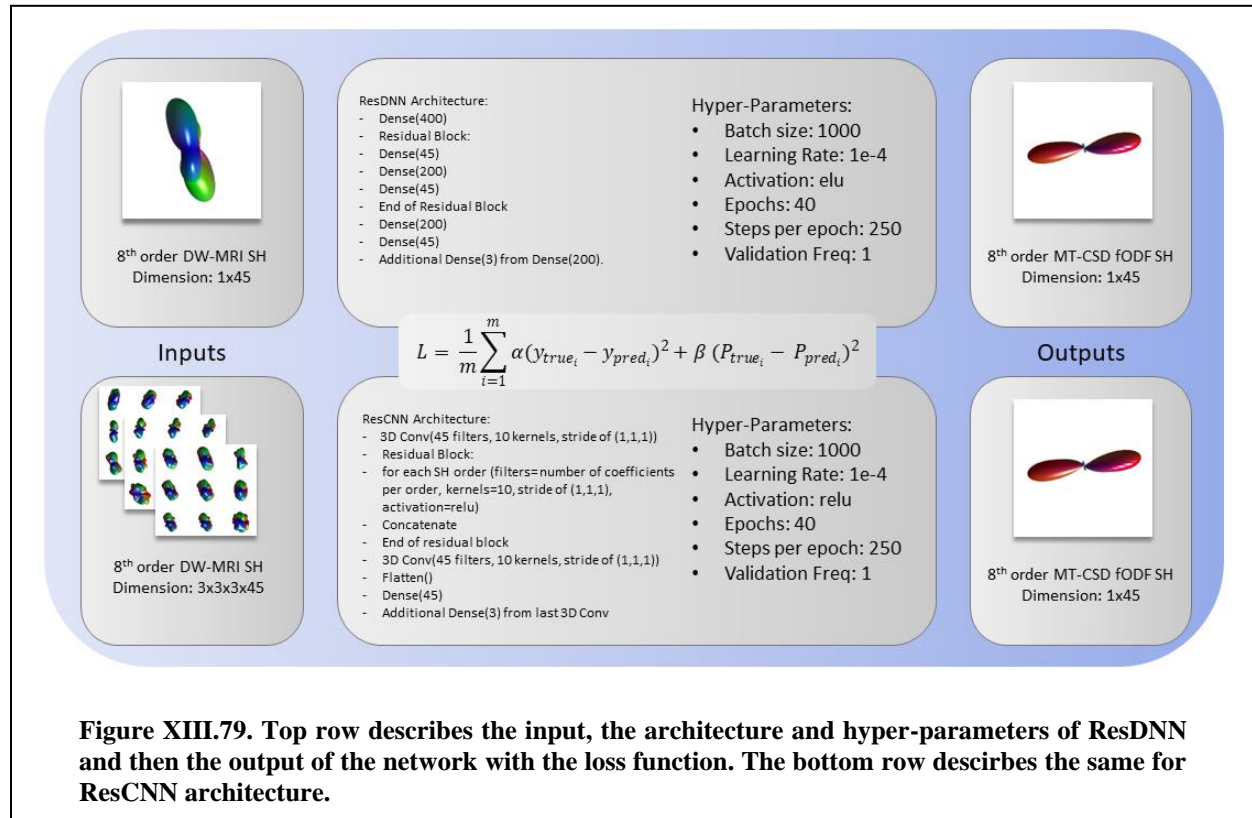 ResDNN Architecture:
- Dense(400)
- Residual Block:
- Dense(45)
- Dense(200)
- Dense(45)
- End of Residual Block
- Dense(200)
- Dense(45)
- Additional Dense(3) from Dense(200).
Hyper-Parameters:
• Batch size: 1000
• Learning Rate: 1e-4
• Activation: elu
• Epochs: 40
• Steps per epoch: 250
• Validation Freq: 1
8th order DW-MRI SH
Dimension: 1x45
8th order MT-CSD fODF SH
Dimension: 1x45
Inputs
L = \frac{1}{m} \sum_{i=1}^{m} α(y_{true_i} − y_{pred_i})^2 + β (P_{true_i} − P_{pred_i})^2
Outputs
ResCNN Architecture:
- 3D Conv(45 filters, 10 kernels, stride of (1,1,1))
- Residual Block:
- for each SH order (filters=number of coefficients
per order, kernels=10, stride of (1,1,1),
activation=relu)
- Concatenate
- End of residual block
- 3D Conv(45 filters, 10 kernels, stride of (1,1,1))
- Flatten()
- Dense(45)
- Additional Dense(3) from last 3D Conv
Hyper-Parameters:
• Batch size: 1000
• Learning Rate: 1e-4
• Activation: relu
• Epochs: 40
• Steps per epoch: 250
• Validation Freq: 1
8th order DW-MRI SH
Dimension: 3x3x3x45
8th order MT-CSD fODF SH
Dimension: 1x45
Figure XIII.79. Top row describes the input, the architecture and hyper-parameters of ResDNN
and then the output of the network with the loss function. The bottom row descirbes the same for
ResCNN architecture.